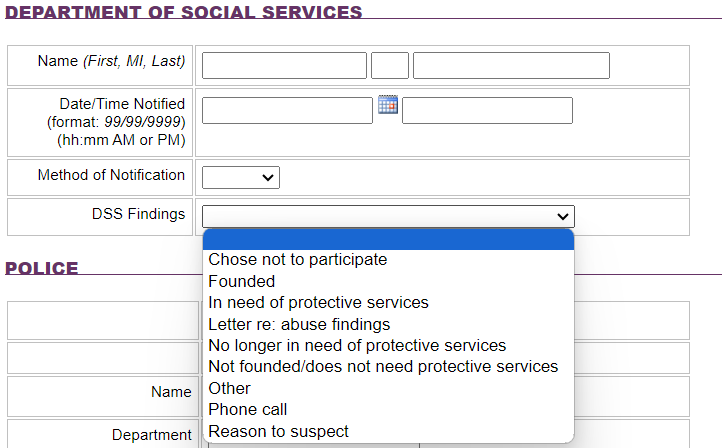 DEPARTMENT OF SOCIAL SERVICES
Name (First, MI, Last)
Date/Time Notified
(format: 99/99/9999)
(hh:mm AM or PM)
Method of Notification
DSS Findings
Chose not to participate
Founded
In need of protective services
Letter re: abuse findings
No longer in need of protective services
Not founded/does not need protective services
Other
Phone call
Reason to suspect
POLICE
Name
Department